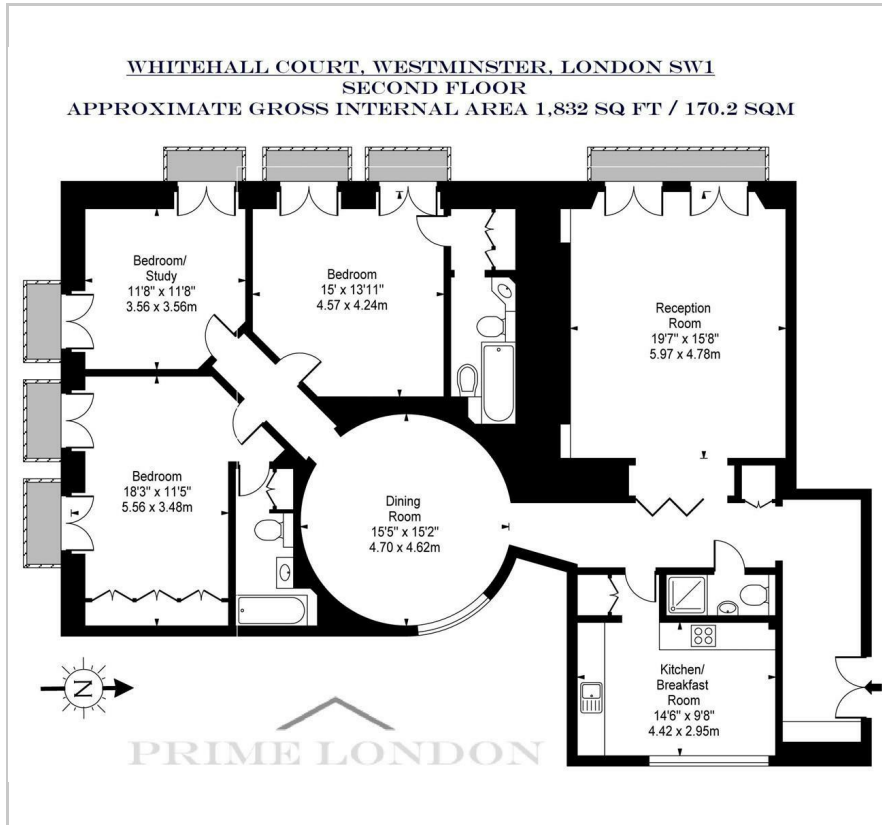 WHITEHALL COURT, WESTMINSTER, LONDON SW1
SECOND FLOOR
APPROXIMATE GROSS INTERNAL AREA 1,832 SQ FT / 170.2 SQM
Bedroom/
Study
11'8" x 11'8"
3.56 x 3.56m
Bedroom
15' x 13'11"
4.57 x 4.24m
Reception
Room
19'7" x 15'8"
5.97 x 4.78m
Bedroom
18'3" x 11'5"
5.56 x 3.48m
Dining
Room
15'5" x 15'2"
4.70 x 4.62m
Kitchen/
Breakfast
Room
14'6" x 9'8"
4.42 x 2.95m
N
PRIME LONDON